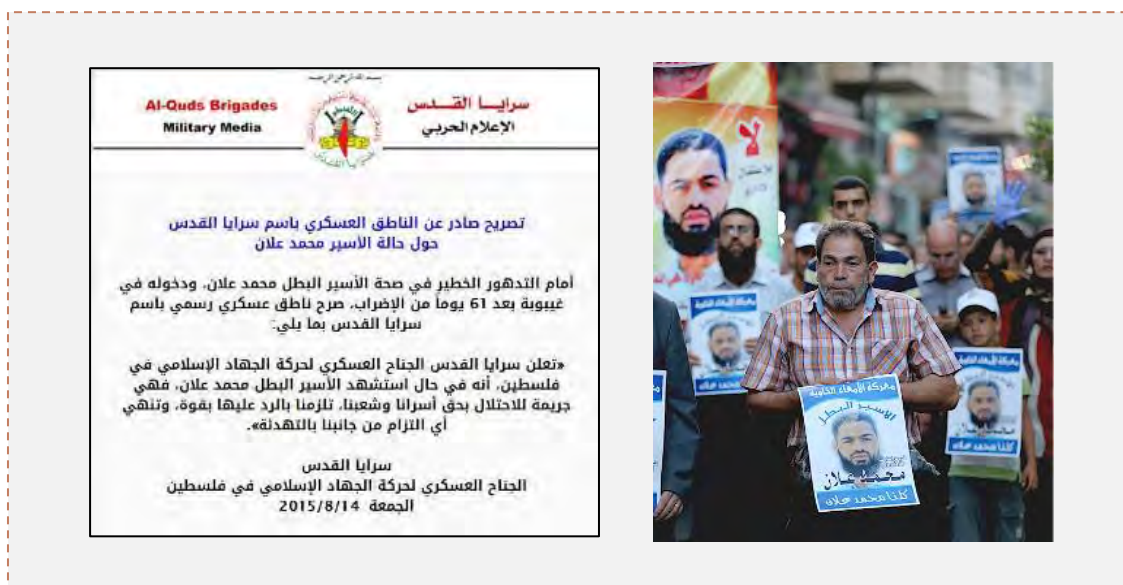 بسم الله الرحمن الرحيم
Al-Quds Brigades
Military Media
سرايا القدس
الإعلام الحربي
تصريح صادر عن الناطق العسكري باسم سرايا القدس
حول حالة الأسير محمد علان
أمام التدهور الخطير في صحة الأسير البطل محمد علان، ودخوله في
غيبوبة بعد 61 يوماً من الإضراب، صرح ناطق عسكري رسمي باسم
سرايا القدس بما يلي:
«تعلن سرايا القدس الجناح العسكري لحركة الجهاد الإسلامي في
فلسطين، أنه في حال استشهد الأسير البطل محمد علان، فهي
جريمة للاحتلال بحق أسرانا وشعبنا، تلزمنا بالرد عليها بقوة، وتنهي
أي التزام من جانبنا بالتهدئة».
سرايا القدس
الجناح العسكري لحركة الجهاد الإسلامي في فلسطين
الجمعة 2015/8/14
لا
معركة الأمعاء الخاوية
الأسير البطل
محمد علان
كلنا محمد علان